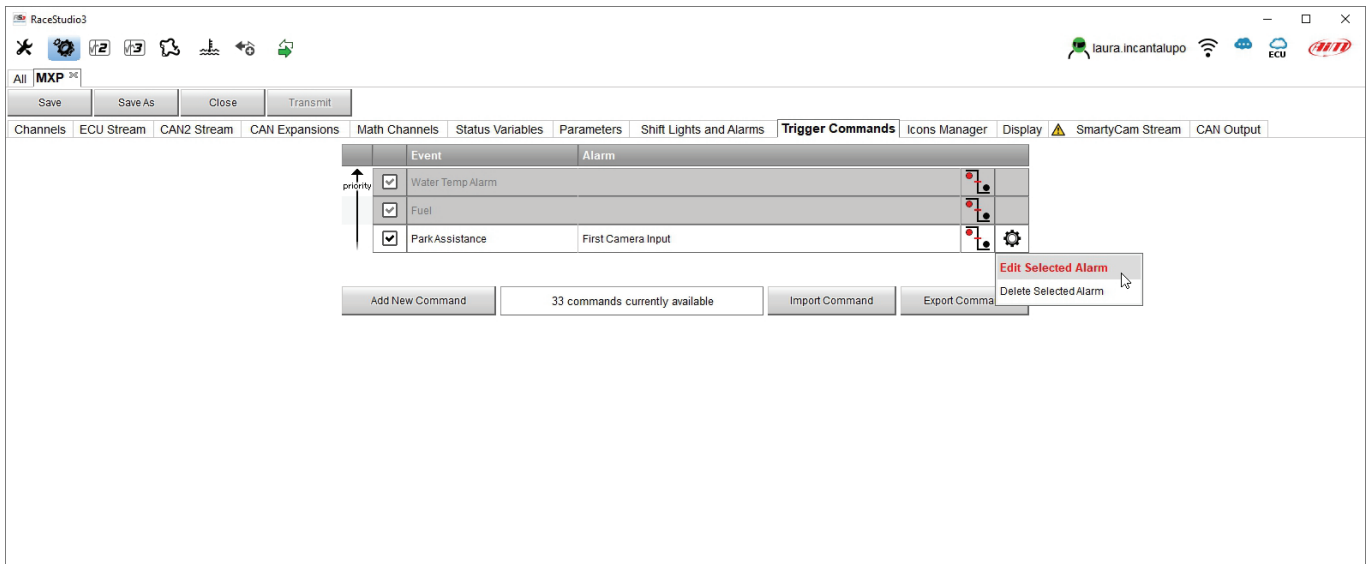 RaceStudio3
laura.incantalupo ECU AiM
All MXP
Save Save As Close Transmit
Channels ECU Stream CAN2 Stream CAN Expansions Math Channels Status Variables Parameters Shift Lights and Alarms Trigger Commands Icons Manager Display SmartyCam Stream CAN Output
Event Alarm
priority Water Temp Alarm
Fuel
Park Assistance First Camera Input
Edit Selected Alarm
Delete Selected Alarm
Add New Command 33 commands currently available Import Command Export Comma